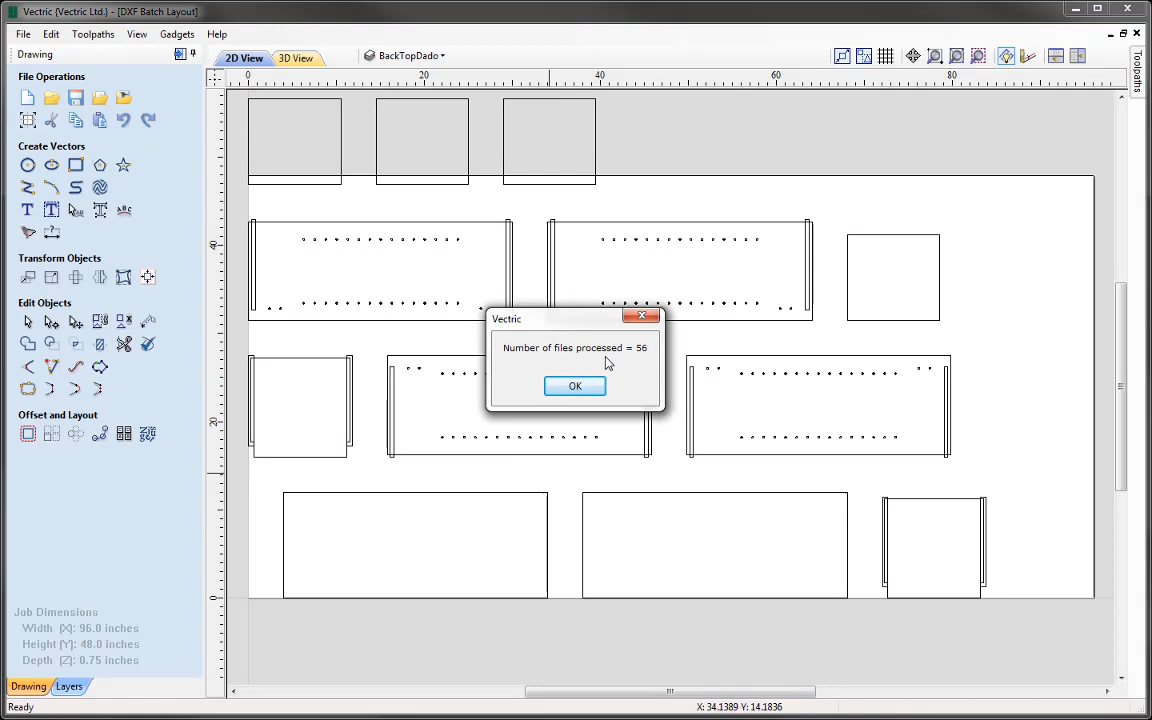 Vectric {Vectric Ltd.} - [DXF Batch Layout]
File Edit Toolpaths View Gadgets Help
Drawing
2D View
3D View
BackTopDado
Toolpaths
0 20 40 60 80
40
20
0
File Operations
Create Vectors
Transform Objects
Edit Objects
Offset and Layout
Vectric
Number of files processed = 56
OK
Job Dimensions
Width (X): 96.0 inches
Height (Y): 48.0 inches
Depth (Z): 0.75 inches
Drawing
Layers
Ready
X: 34.1389 Y: 14.1836